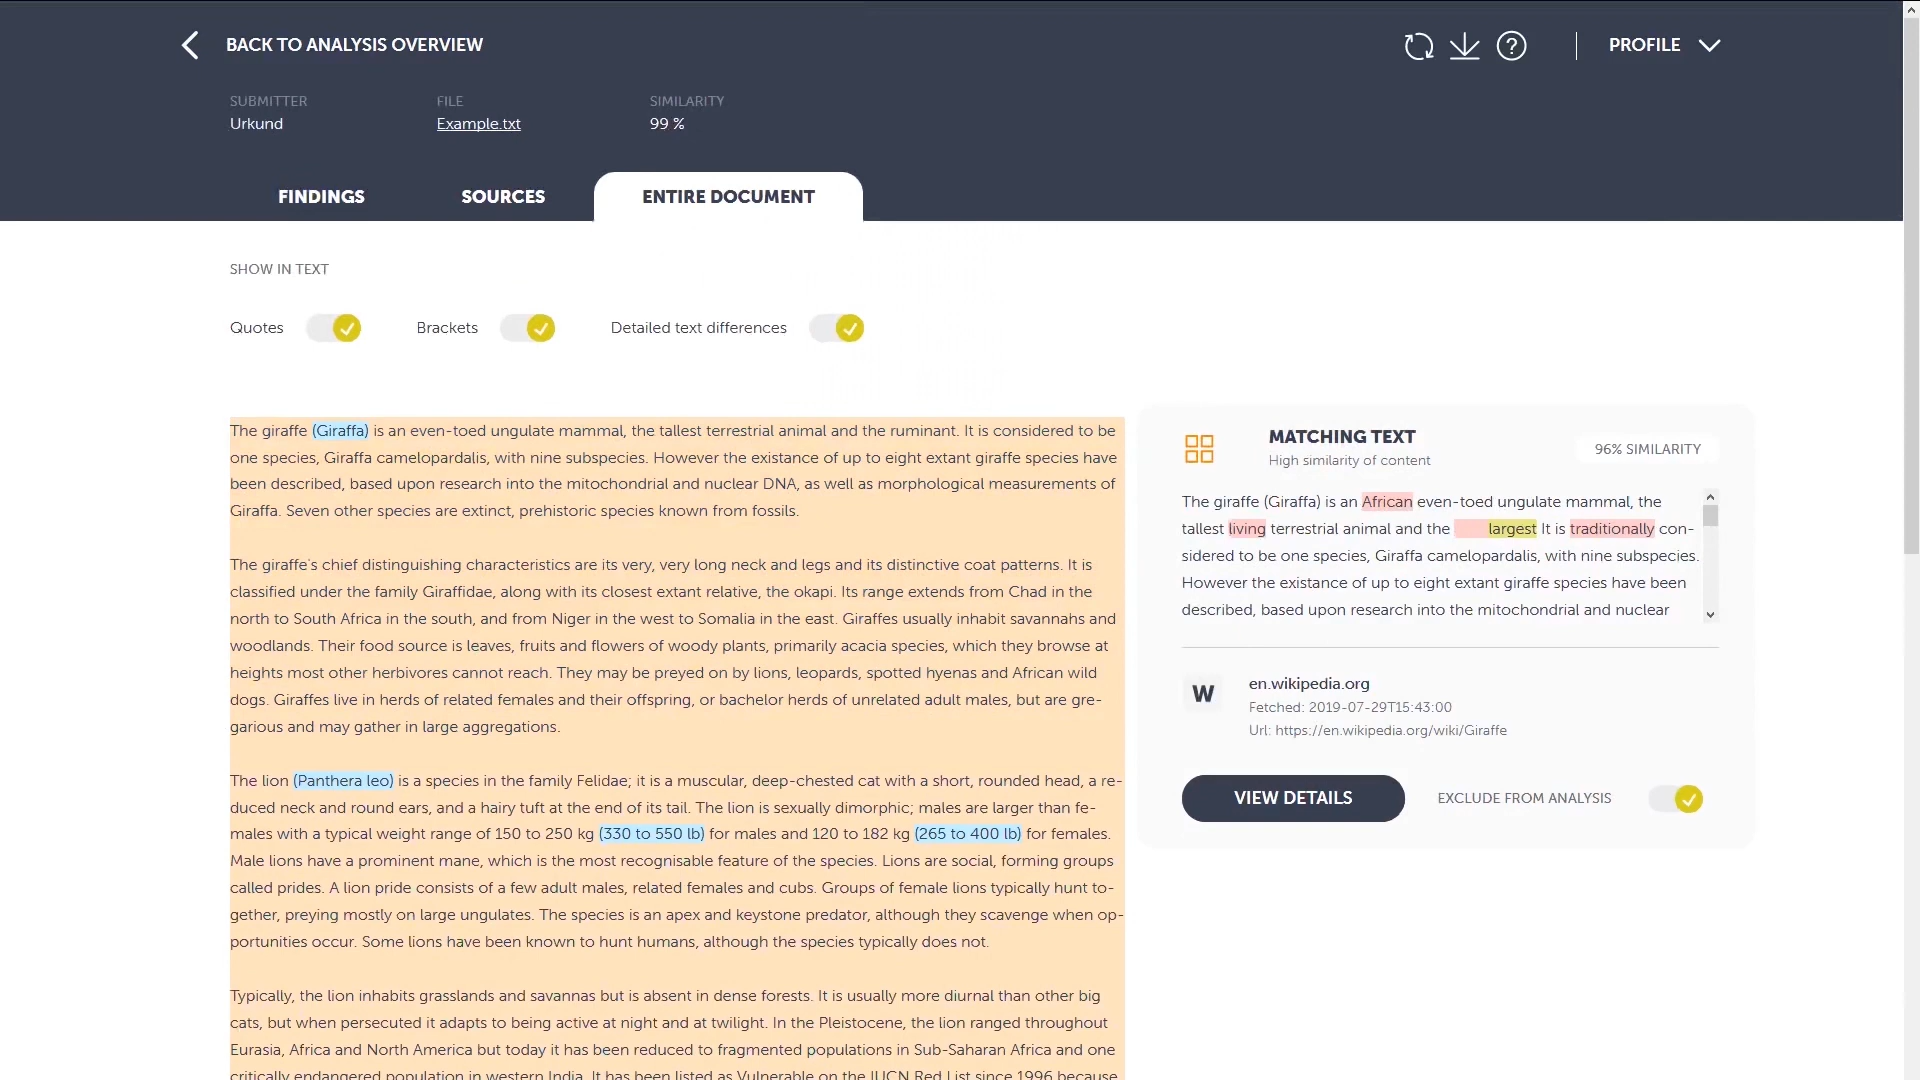 BACK TO ANALYSIS OVERVIEW
PROFILE
SUBMITTER
Urkund
FILE
Example.txt
SIMILARITY
99 %
FINDINGS
SOURCES
ENTIRE DOCUMENT
SHOW IN TEXT
Quotes
Brackets
Detailed text differences
The giraffe (Giraffa) is an even-toed ungulate mammal, the tallest terrestrial animal and the ruminant. It is considered to be
one species, Giraffa camelopardalis, with nine subspecies. However the existance of up to eight extant giraffe species have
been described, based upon research into the mitochondrial and nuclear DNA, as well as morphological measurements of
Giraffa. Seven other species are extinct, prehistoric species known from fossils.
The giraffe's chief distinguishing characteristics are its very, very long neck and legs and its distinctive coat patterns. It is
classified under the family Giraffidae, along with its closest extant relative, the okapi. Its range extends from Chad in the
north to South Africa in the south, and from Niger in the west to Somalia in the east. Giraffes usually inhabit savannahs and
woodlands. Their food source is leaves, fruits and flowers of woody plants, primarily acacia species, which they browse at
heights most other herbivores cannot reach. They may be preyed on by lions, leopards, spotted hyenas and African wild
dogs. Giraffes live in herds of related females and their offspring, or bachelor herds of unrelated adult males, but are gre-
garious and may gather in large aggregations.
The lion (Panthera leo) is a species in the family Felidae; it is a muscular, deep-chested cat with a short, rounded head, a re-
duced neck and round ears, and a hairy tuft at the end of its tail. The lion is sexually dimorphic; males are larger than fe-
males with a typical weight range of 150 to 250 kg (330 to 550 lb) for males and 120 to 182 kg (265 to 400 lb) for females.
Male lions have a prominent mane, which is the most recognisable feature of the species. Lions are social, forming groups
called prides. A lion pride consists of a few adult males, related females and cubs. Groups of female lions typically hunt to-
gether, preying mostly on large ungulates. The species is an apex and keystone predator, although they scavenge when op-
portunities occur. Some lions have been known to hunt humans, although the species typically does not.
Typically, the lion inhabits grasslands and savannas but is absent in dense forests. It is usually more diurnal than other big
cats, but when persecuted it adapts to being active at night and at twilight. In the Pleistocene, the lion ranged throughout
Eurasia, Africa and North America but today it has been reduced to fragmented populations in Sub-Saharan Africa and one
critically endangered population in western India. It has been listed as Vulnerable on the IUCN Red List since 1996 because
MATCHING TEXT
High similarity of content
96% SIMILARITY
The giraffe (Giraffa) is an African even-toed ungulate mammal, the
tallest living terrestrial animal and the largest It is traditionally con-
sidered to be one species, Giraffa camelopardalis, with nine subspecies.
However the existance of up to eight extant giraffe species have been
described, based upon research into the mitochondrial and nuclear
W
en.wikipedia.org
Fetched: 2019-07-29T15:43:00
Url: https://en.wikipedia.org/wiki/Giraffe
VIEW DETAILS
EXCLUDE FROM ANALYSIS